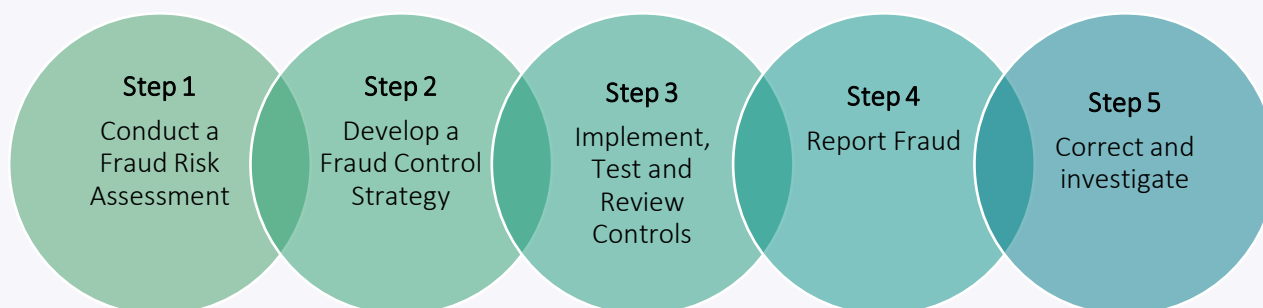 Step 1
Conduct a
Fraud Risk
Assessment
Step 2
Develop a
Fraud Control
Strategy
Step 3
Implement,
Test and
Review
Controls
Step 4
Report Fraud
Step 5
Correct and
investigate